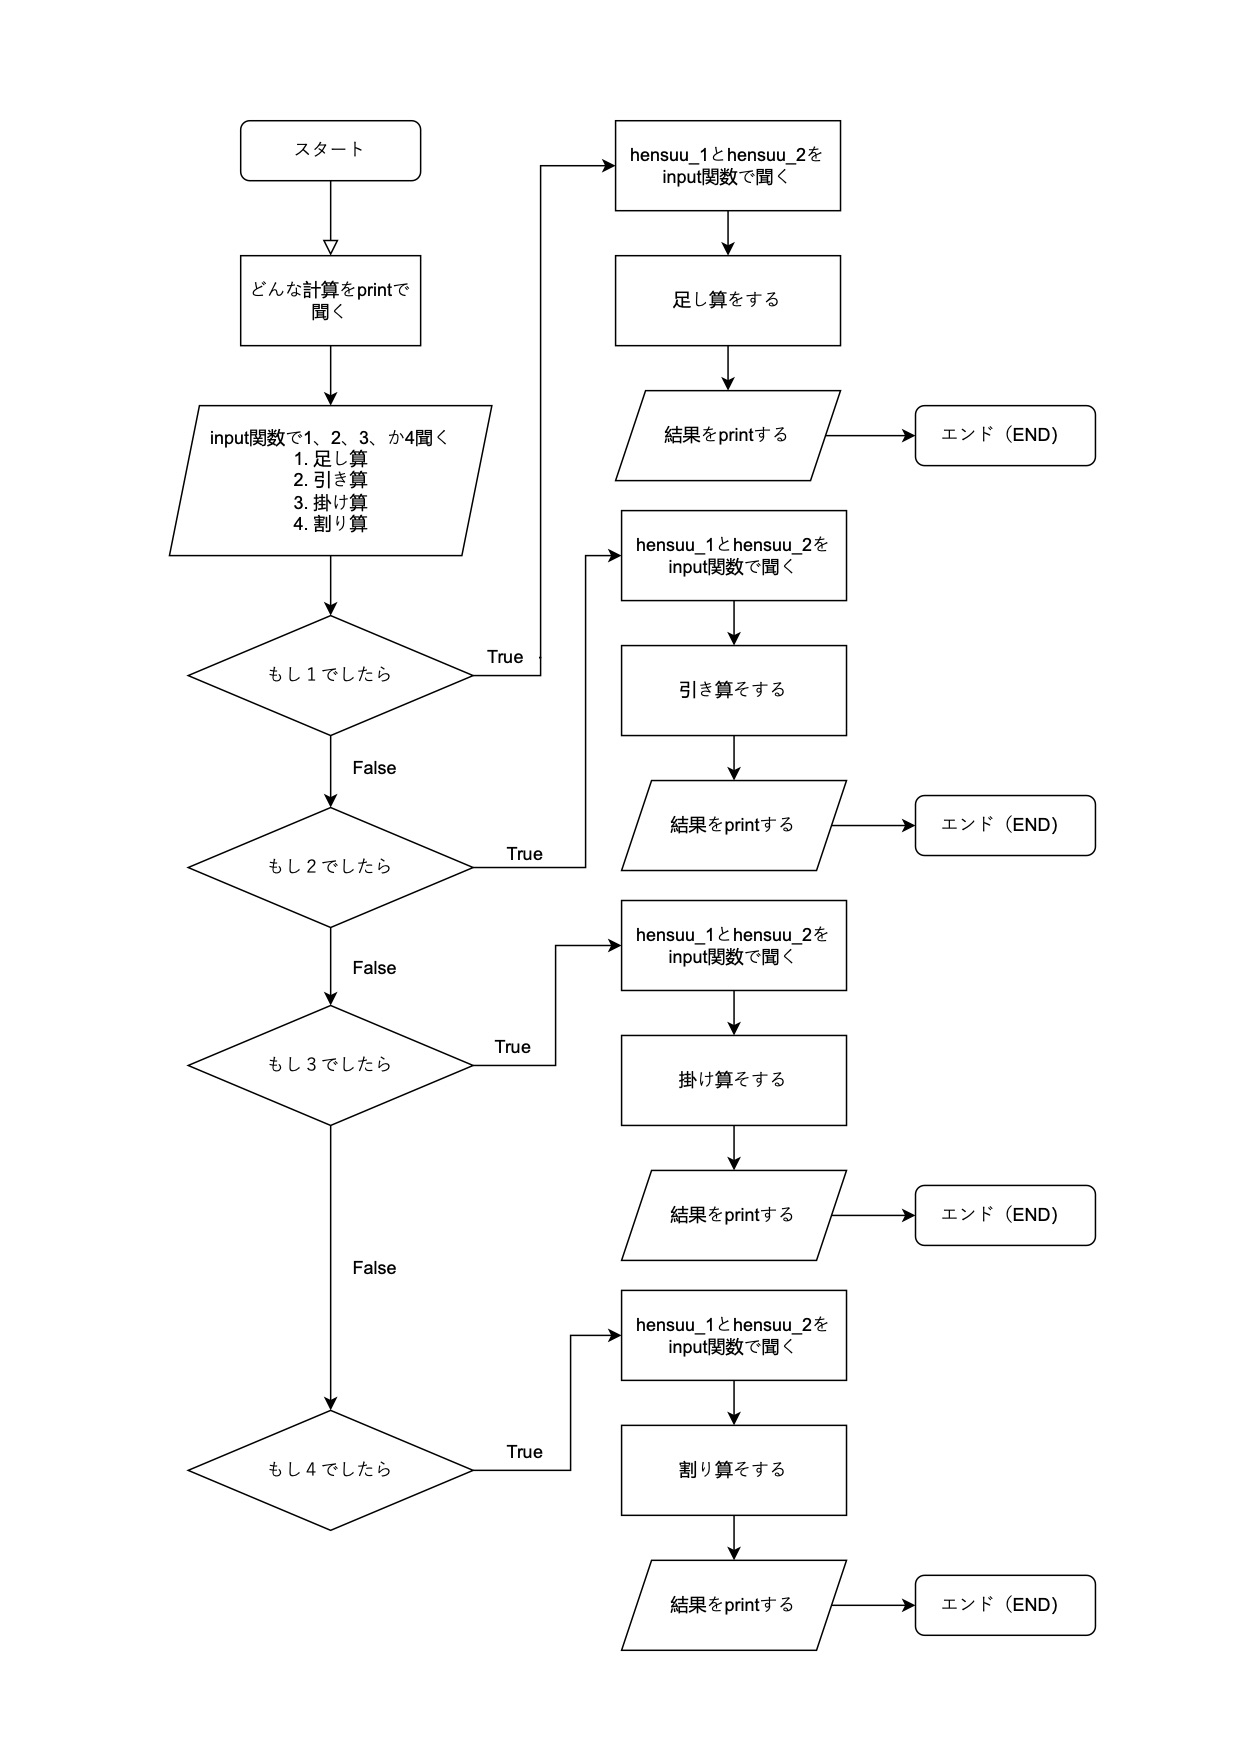 スタート
どんな計算をprintで
聞く
input関数で1、2、3、か4聞く
1. 足し算
2. 引き算
3. 掛け算
4. 割り算
もし１でしたら
True
False
もし２でしたら
True
False
もし３でしたら
True
False
もし４でしたら
True
hensuu_1とhensuu_2を
input関数で聞く
足し算をする
結果をprintする
エンド（END)
hensuu_1とhensuu_2を
input関数で聞く
引き算そする
結果をprintする
エンド（END)
hensuu_1とhensuu_2を
input関数で聞く
掛け算そする
結果をprintする
エンド（END)
hensuu_1とhensuu_2を
input関数で聞く
割り算そする
結果をprintする
エンド（END)